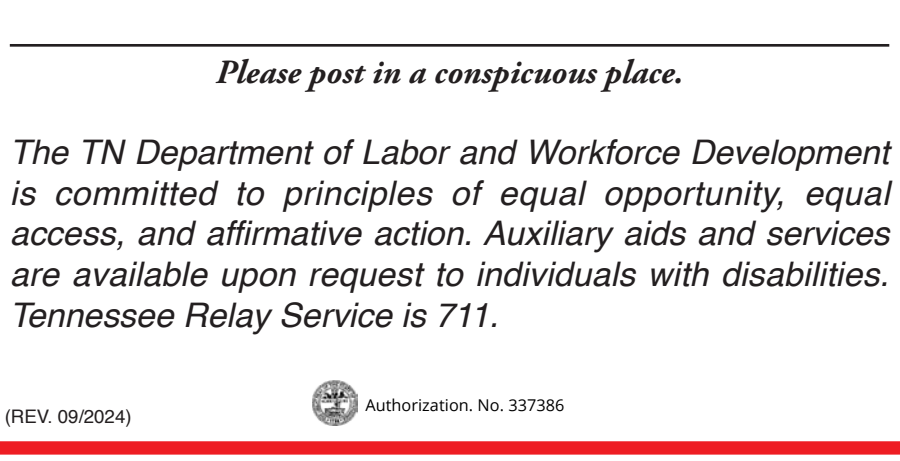 Please post in a conspicuous place.
The TN Department of Labor and Workforce Development
is committed to principles of equal opportunity, equal
access, and affirmative action. Auxiliary aids and services
are available upon request to individuals with disabilities.
Tennessee Relay Service is 711.
Authorization. No. 337386
(REV. 09/2024)